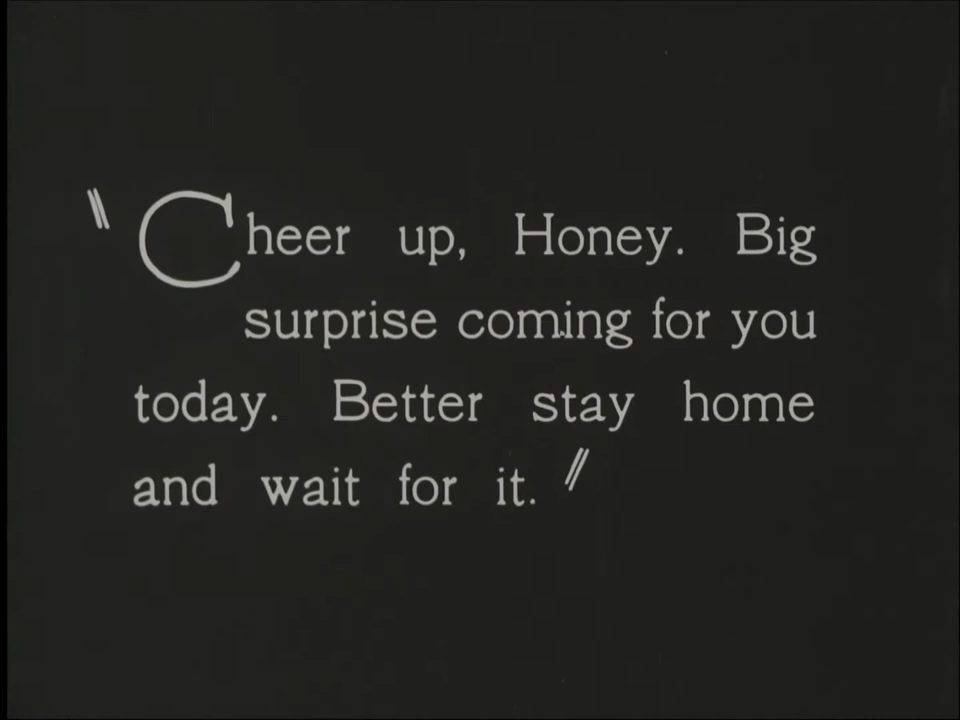 "Cheer up, Honey. Big
surprise coming for you
today. Better stay home
and wait for it."